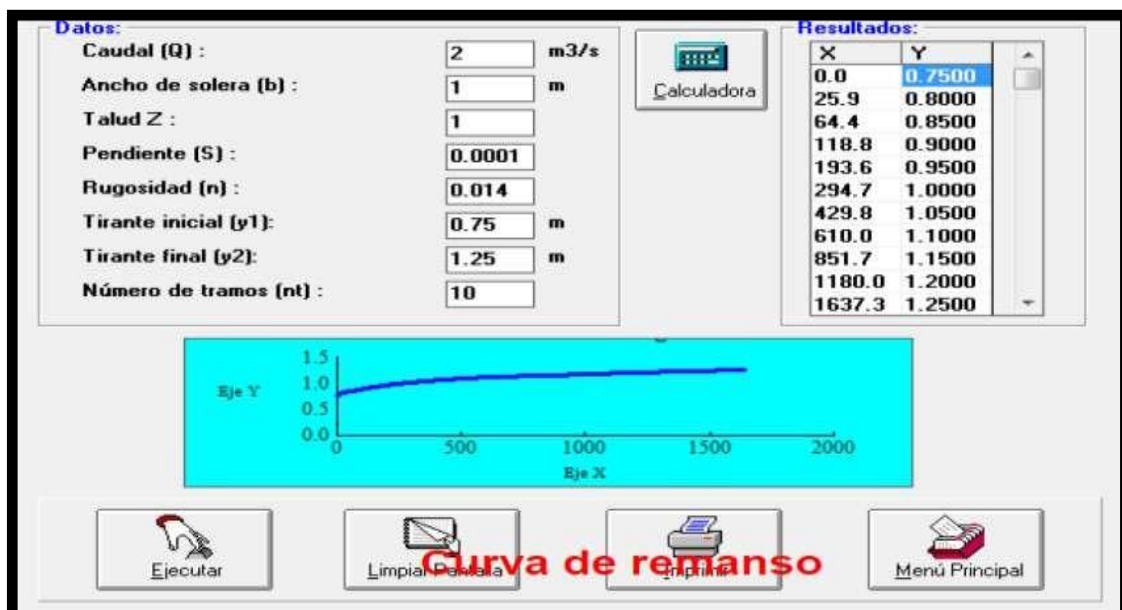 Datos:
Caudal (Q) : 2 m3/s
Ancho de solera (b) : 1 m
Talud Z : 1
Pendiente (S) : 0.0001
Rugosidad (n) : 0.014
Tirante inicial (y1): 0.75 m
Tirante final (y2): 1.25 m
Número de tramos (nt) : 10
Calculadora
Resultados:
X Y
0.0 0.7500
25.9 0.8000
64.4 0.8500
118.8 0.9000
193.6 0.9500
294.7 1.0000
429.8 1.0500
610.0 1.1000
851.7 1.1500
1180.0 1.2000
1637.3 1.2500
Eje Y
1.5
1.0
0.5
0.0
0 500 1000 1500 2000
Eje X
Ejecutar
Limpiar Pantalla
Imprimir
Menú Principal
Curva de remanso